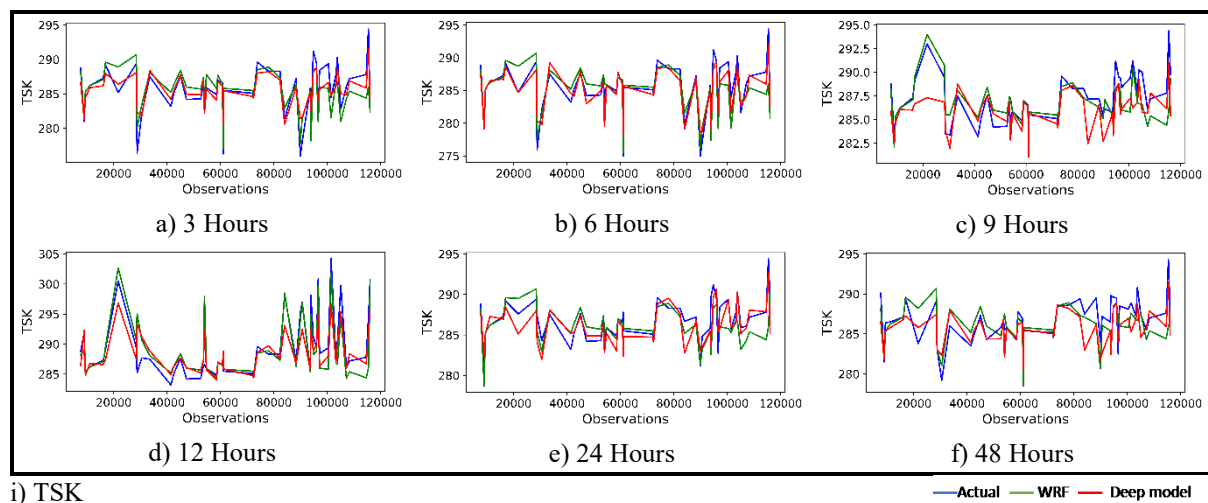 295
290
285
280
TSK
20000 40000 60000 80000 100000 120000
Observations
a) 3 Hours
295
290
285
280
275
TSK
20000 40000 60000 80000 100000 120000
Observations
b) 6 Hours
295.0
292.5
290.0
287.5
285.0
282.5
TSK
20000 40000 60000 80000 100000 120000
Observations
c) 9 Hours
305
300
295
290
285
TSK
20000 40000 60000 80000 100000 120000
Observations
d) 12 Hours
295
290
285
280
TSK
20000 40000 60000 80000 100000 120000
Observations
e) 24 Hours
295
290
285
280
TSK
20000 40000 60000 80000 100000 120000
Observations
f) 48 Hours
i) TSK
Actual WRF Deep model